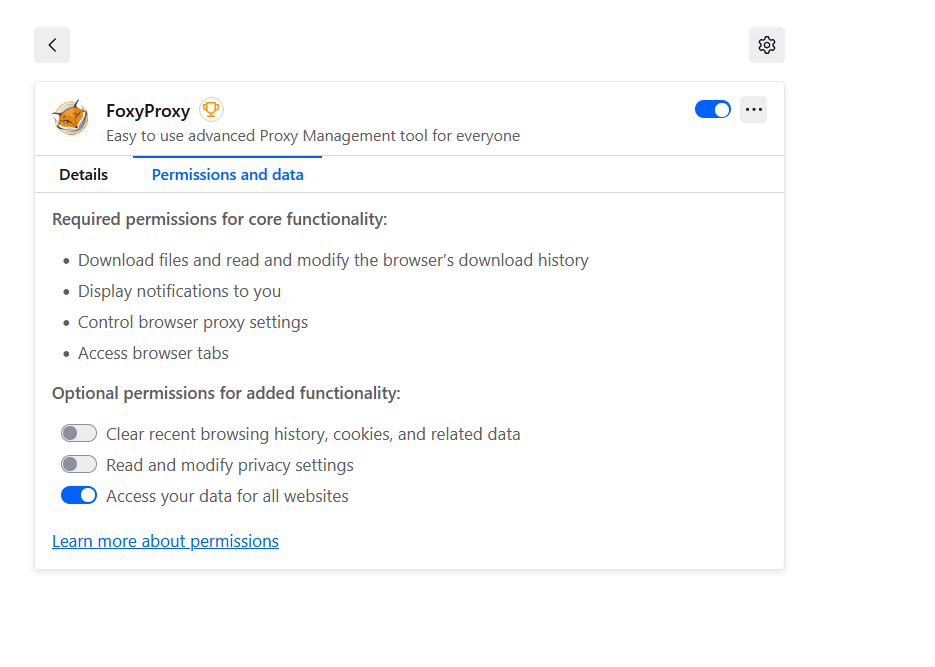 FoxyProxy
Easy to use advanced Proxy Management tool for everyone
Details
Permissions and data
Required permissions for core functionality:
Download files and read and modify the browser’s download history
Display notifications to you
Control browser proxy settings
Access browser tabs
Optional permissions for added functionality:
Clear recent browsing history, cookies, and related data
Read and modify privacy settings
Access your data for all websites
Learn more about permissions